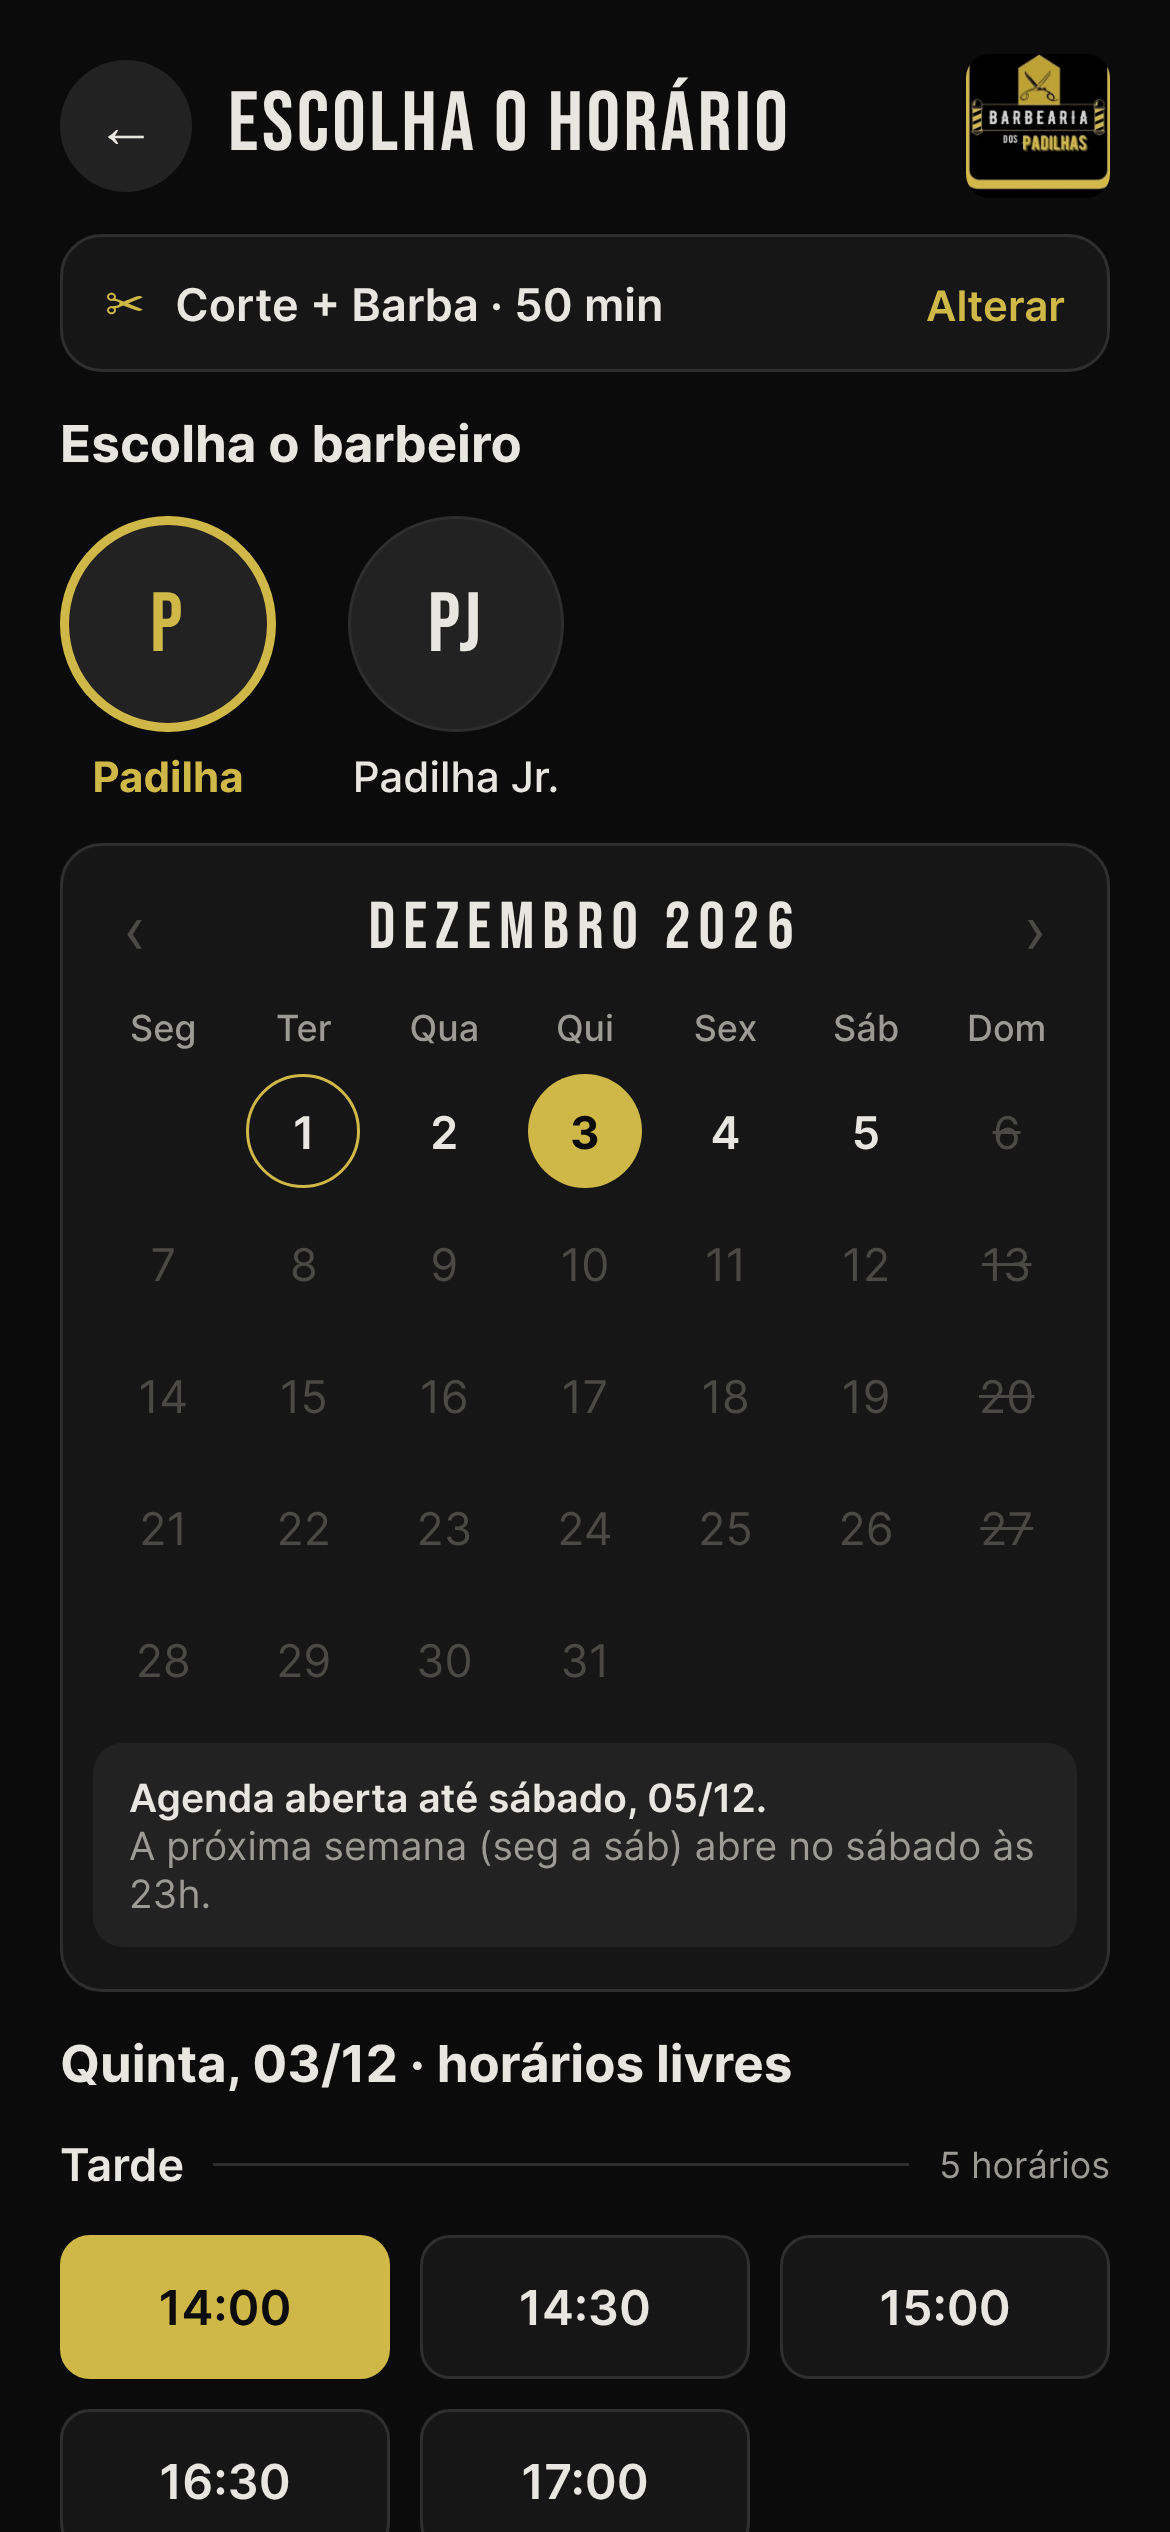 ←
ESCOLHA O HORÁRIO
BARBEARIA
DOS PADILHAS
Corte + Barba · 50 min
Alterar
Escolha o barbeiro
P
PJ
Padilha
Padilha Jr.
‹ DEZEMBRO 2026 ›
Seg Ter Qua Qui Sex Sáb Dom
1 2 3 4 5 6
7 8 9 10 11 12 13
14 15 16 17 18 19 20
21 22 23 24 25 26 27
28 29 30 31
Agenda aberta até sábado, 05/12.
A próxima semana (seg a sáb) abre no sábado às
23h.
Quinta, 03/12 · horários livres
Tarde
5 horários
14:00 14:30 15:00
16:30 17:00